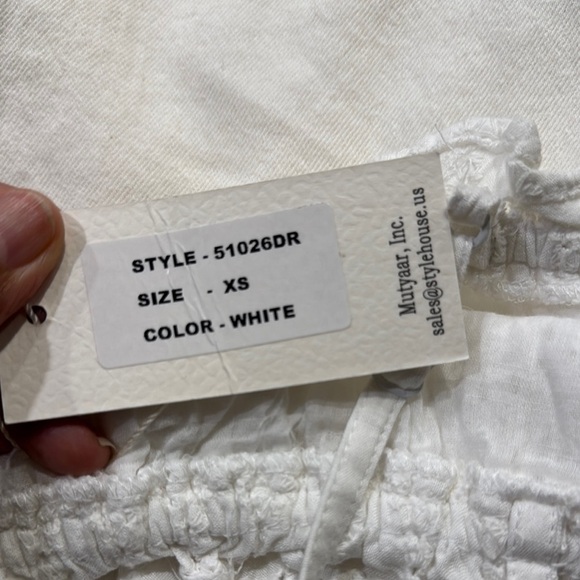 STYLE - 51026DR
SIZE - XS
COLOR - WHITE
Mutyaar, Inc.
sales@stylehouse.us